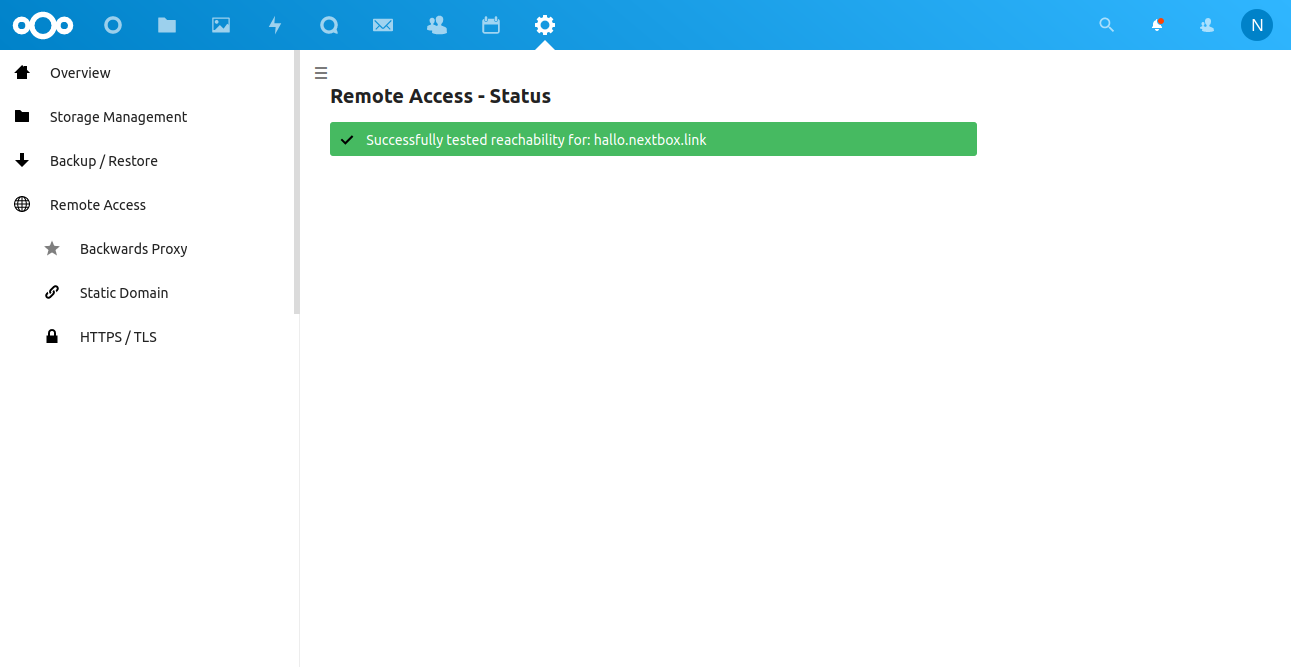 N
Overview
Storage Management
Backup / Restore
Remote Access
Backwards Proxy
Static Domain
HTTPS / TLS
Remote Access - Status
Successfully tested reachability for: hallo.nextbox.link